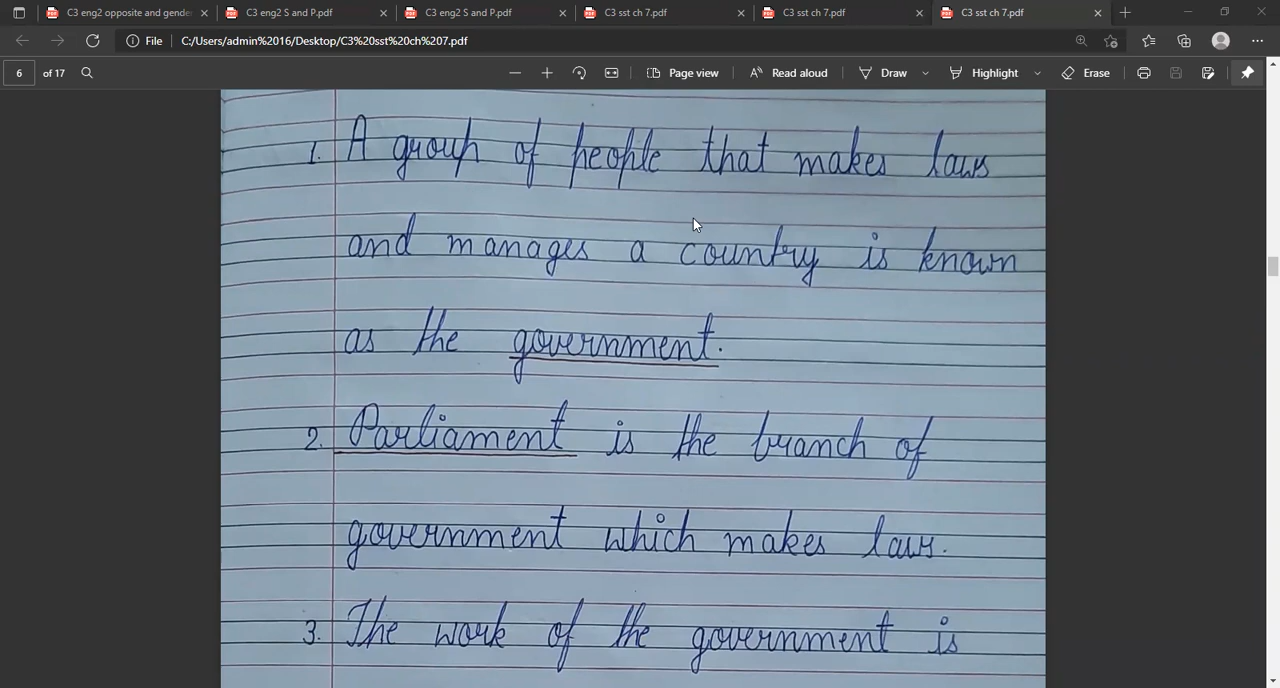 C3 eng2 opposite and gende
C3 eng2 S and P.pdf
C3 eng2 S and P.pdf
C3 sst ch 7.pdf
C3 sst ch 7.pdf
C3 sst ch 7.pdf
File
C:/Users/admin%2016/Desktop/C3%20sst%20ch%207.pdf
6 of 17
Page view
Read aloud
Draw
Highlight
Erase
1. A group of people that makes laws
and manages a country is known
as the government.
2. Parliament is the branch of
government which makes laws.
3. The work of the government is